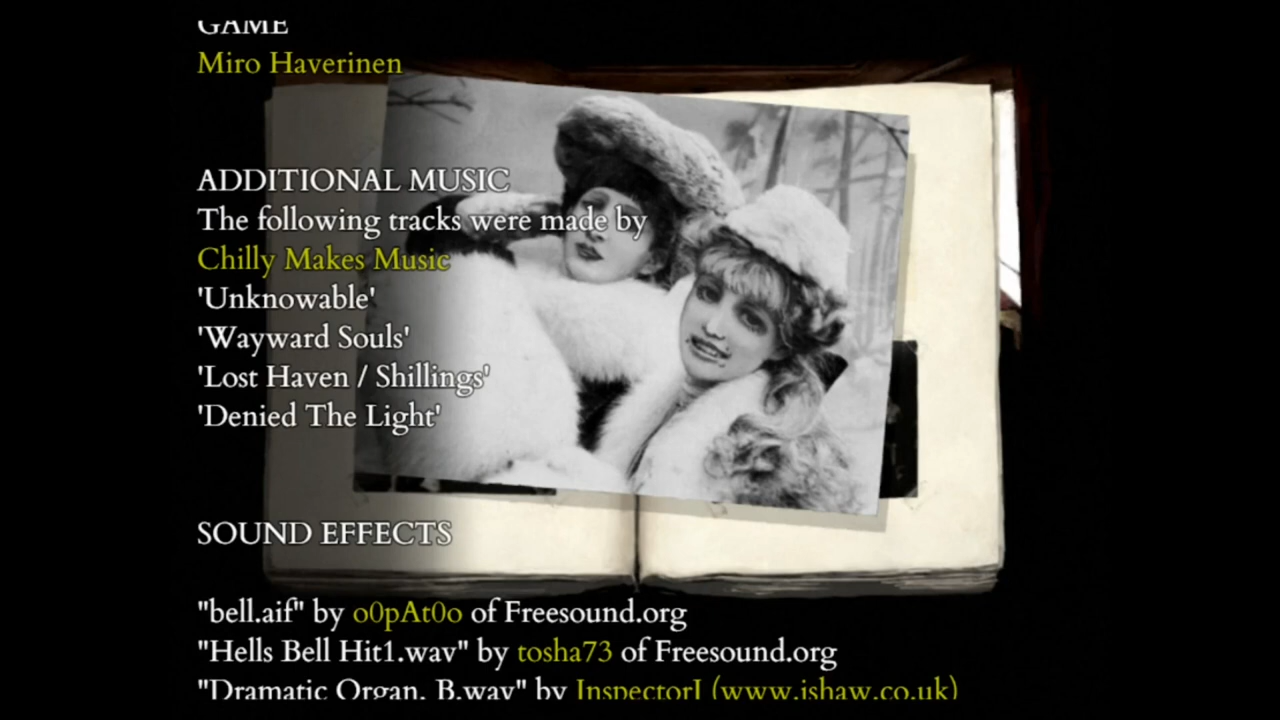 GAME
Miro Haverinen
ADDITIONAL MUSIC
The following tracks were made by
Chilly Makes Music
'Unknowable'
'Wayward Souls'
'Lost Haven / Shillings'
'Denied The Light'
SOUND EFFECTS
"bell.aif" by o0pAt0o of Freesound.org
"Hells Bell Hit1.wav" by tosha73 of Freesound.org
"Dramatic Organ, B.wav" by InspectorJ (www.jshaw.co.uk)